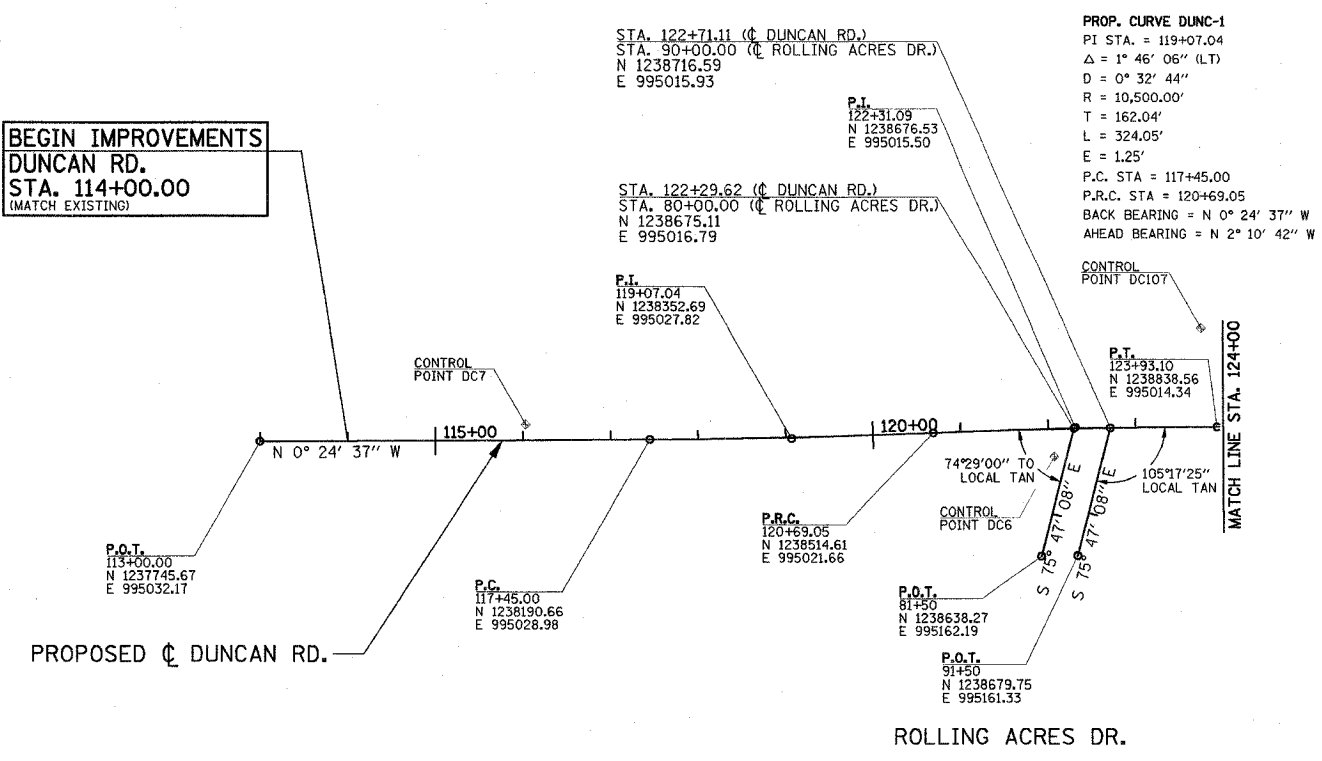 PROP. CURVE DUNC-1
PI STA. = 119+07.04
Δ = 1° 46' 06" (LT)
D = 0° 32' 44"
R = 10,500.00'
T = 162.04'
L = 324.05'
E = 1.25'
P.C. STA = 117+45.00
P.R.C. STA = 120+69.05
BACK BEARING = N 0° 24' 37" W
AHEAD BEARING = N 2° 10' 42" W
STA. 122+71.11 (℄ DUNCAN RD.)
STA. 90+00.00 (℄ ROLLING ACRES DR.)
N 1238716.59
E 995015.93
P.I.
122+31.09
N 1238676.53
E 995015.50
BEGIN IMPROVEMENTS
DUNCAN RD.
STA. 114+00.00
(MATCH EXISTING)
STA. 122+29.62 (℄ DUNCAN RD.)
STA. 80+00.00 (℄ ROLLING ACRES DR.)
N 1238675.11
E 995016.79
CONTROL
POINT DC107
P.I.
119+07.04
N 1238352.69
E 995027.82
CONTROL
POINT DC7
P.T.
123+93.10
N 1238838.56
E 995014.34
MATCH LINE STA. 124+00
115+00
120+00
N 0° 24' 37" W
74°29'00" TO
LOCAL TAN
105°17'25"
LOCAL TAN
S 75° 47' 08" E
S 75° 47' 08" E
CONTROL
POINT DC6
P.R.C.
120+69.05
N 1238514.61
E 995021.66
P.O.T.
113+00.00
N 1237745.67
E 995032.17
P.C.
117+45.00
N 1238190.66
E 995028.98
P.O.T.
81+50
N 1238638.27
E 995162.19
P.O.T.
91+50
N 1238679.75
E 995161.33
PROPOSED ℄ DUNCAN RD.
ROLLING ACRES DR.